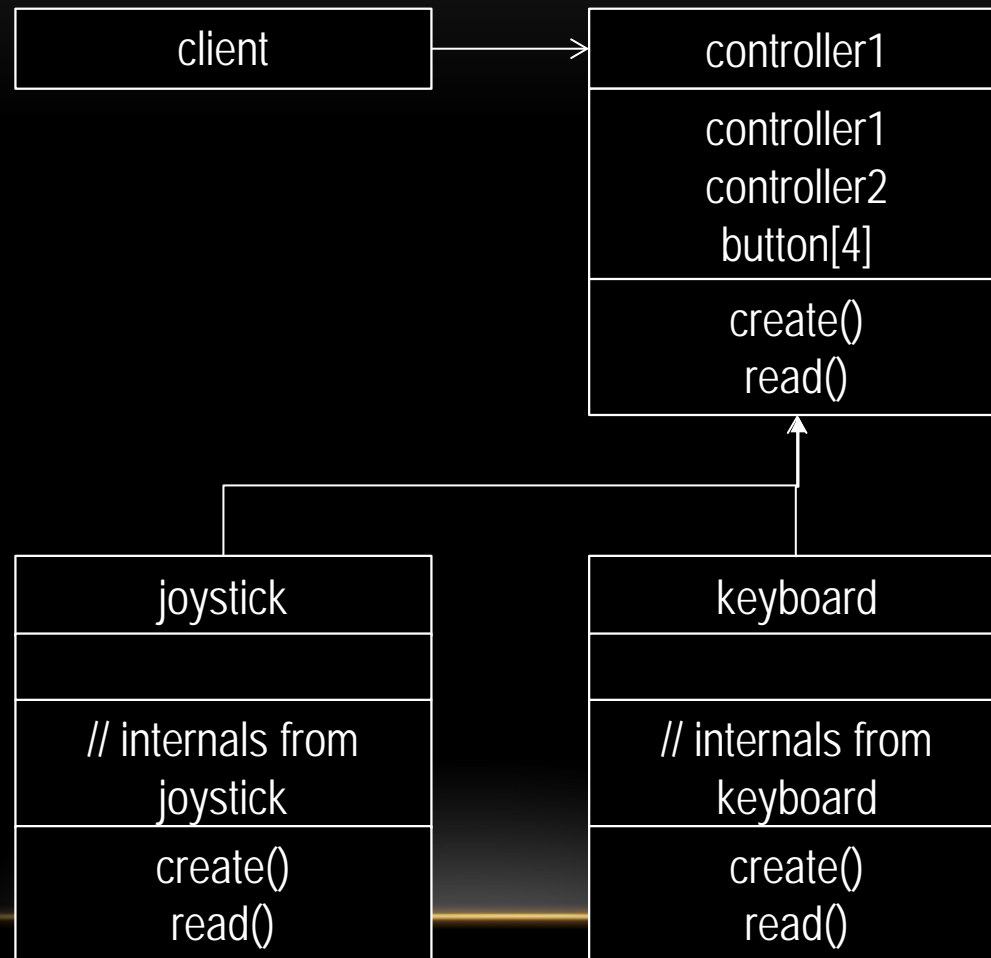 client
controller1
controller1
controller2
button[4]
create()
read()
joystick
// internals from
joystick
create()
read()
keyboard
// internals from
keyboard
create()
read()